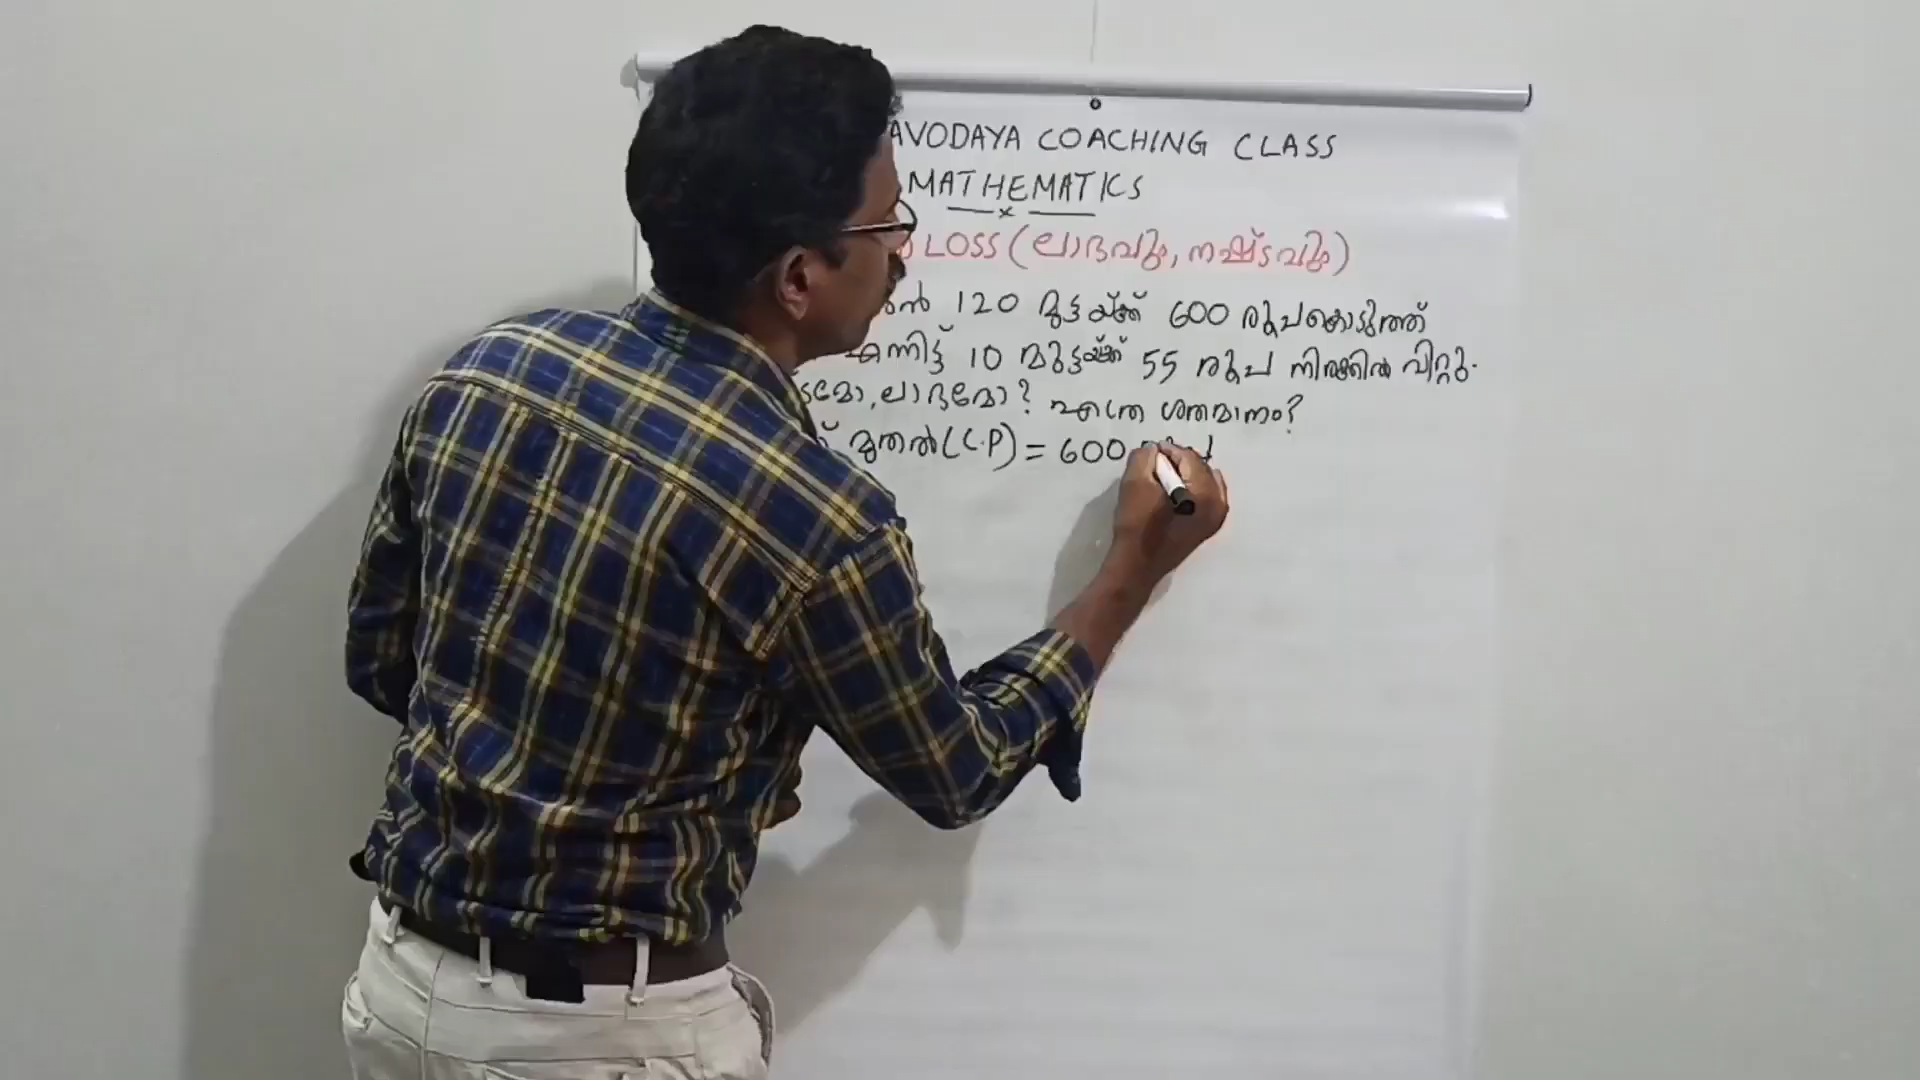 AVODAYA COACHING CLASS
MATHEMATICS
LOSS (ലാഭവും, നഷ്ടവും)
120 മുട്ടയ്ക്ക് 600 രൂപകൊടുത്ത്
എന്നിട്ട് 10 മുട്ടയ്ക്ക് 55 രൂപ നിരക്കിൽ വിറ്റു.
ടമോ, ലാഭമോ? എത്ര ശതമാനം?
മുതൽ (C.P) = 600